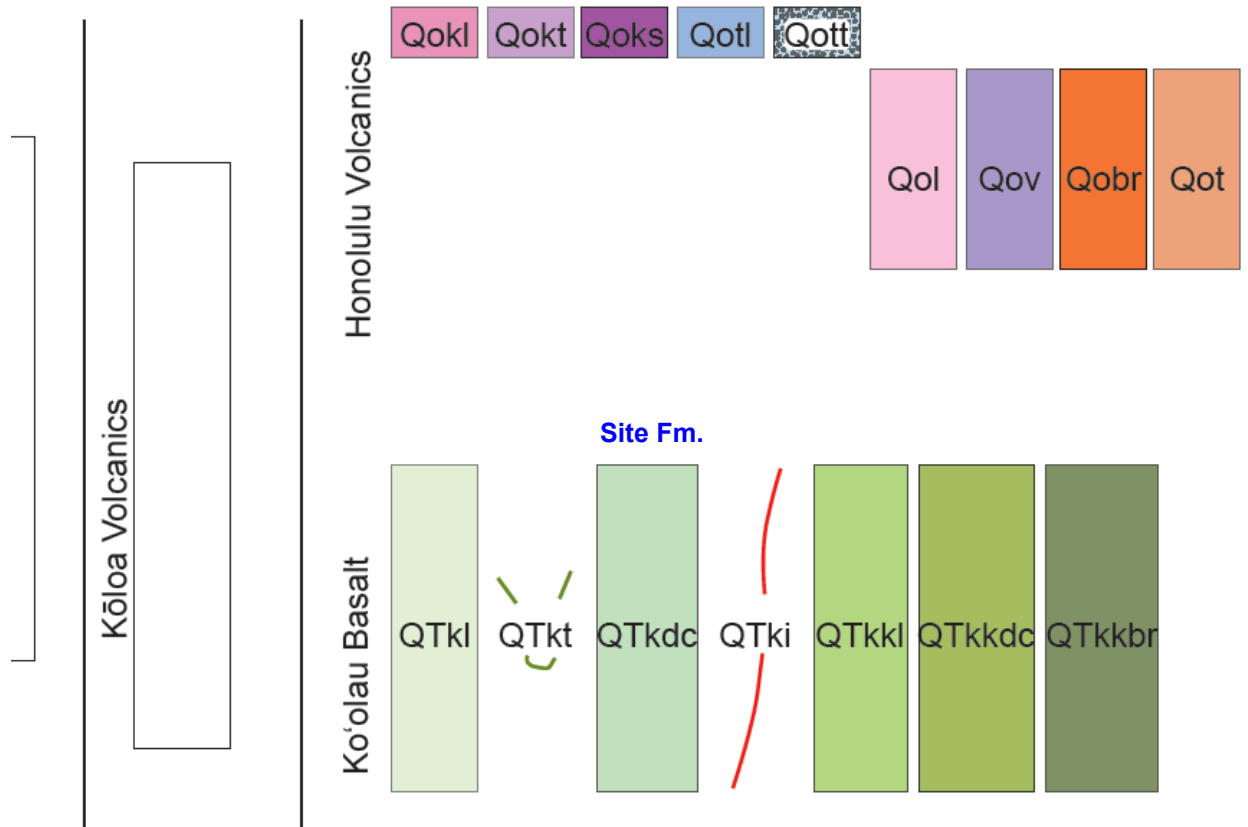 Kōloa Volcanics
Honolulu Volcanics
Qokl Qokt Qoks Qotl Qott
Qol Qov Qobr Qot
Site Fm.
Koʻolau Basalt
QTkl QTkt QTkdc QTki QTkkl QTkkdc QTkkbr